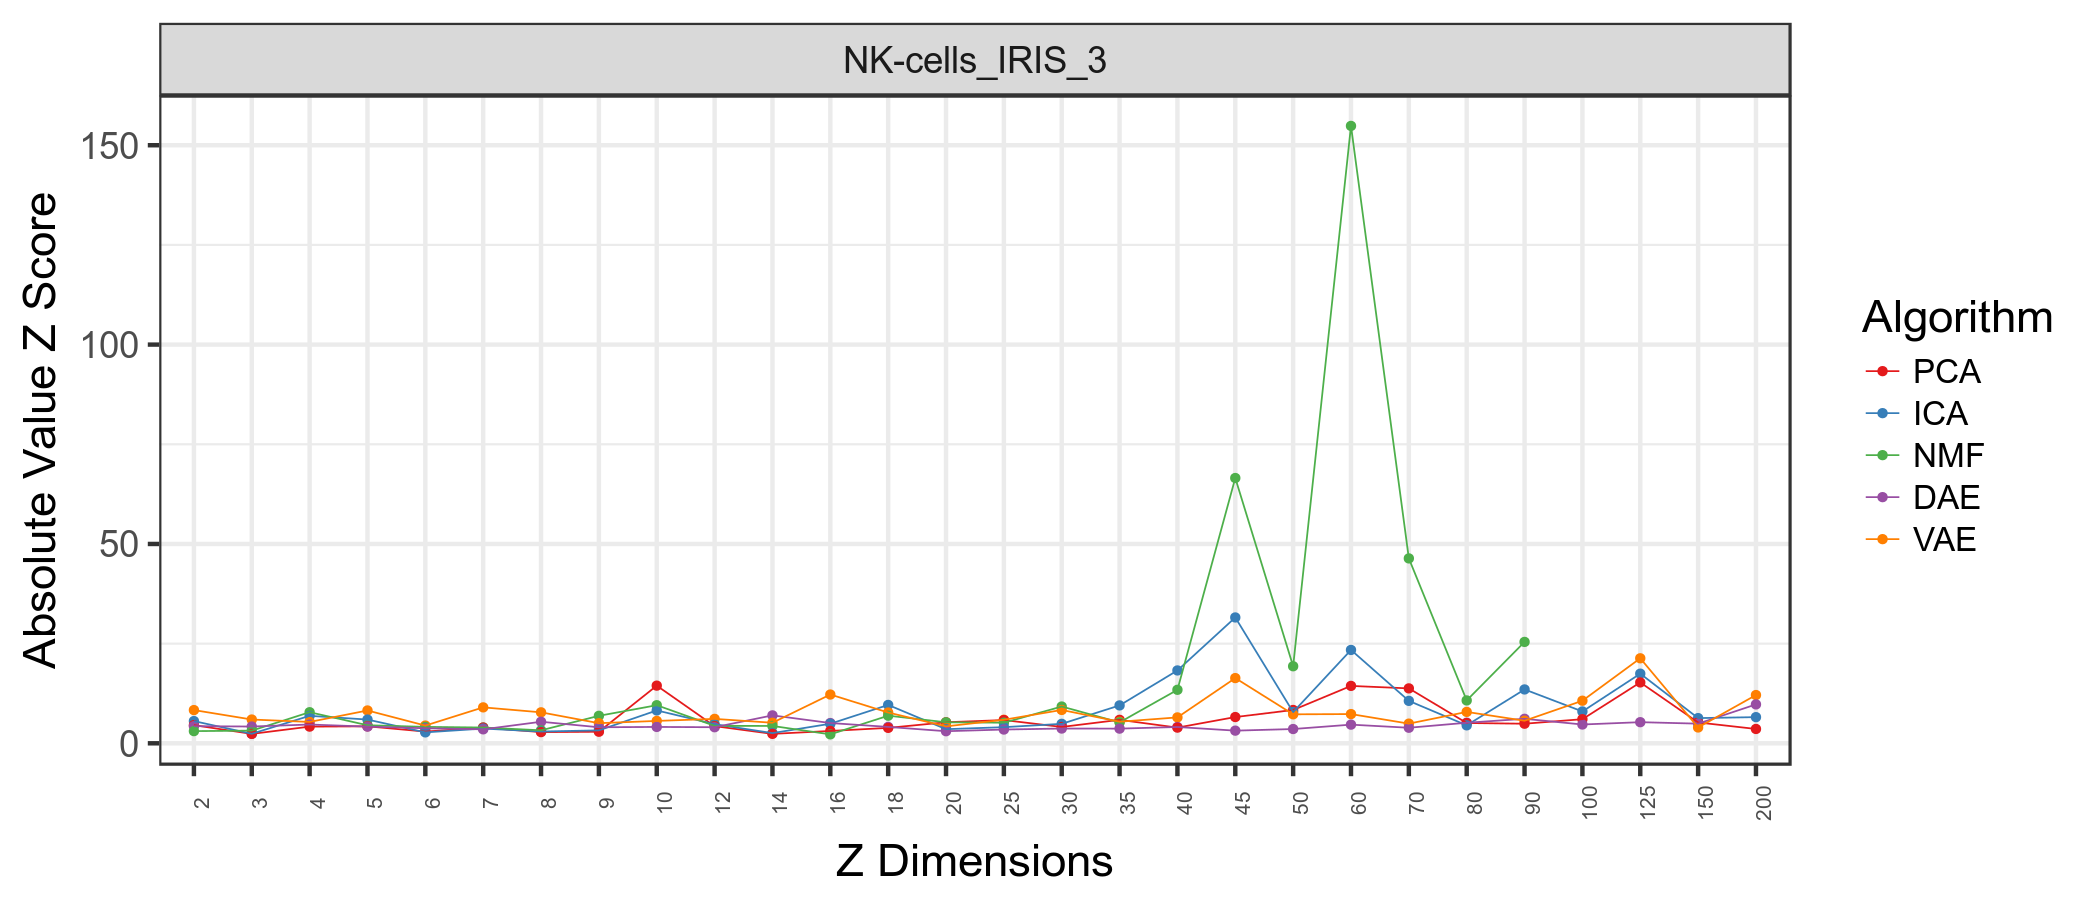 NK-cells_IRIS_3
Absolute Value Z Score
150
100
50
0
2 3 4 5 6 7 8 9 10 12 14 16 18 20 25 30 35 40 45 50 60 70 80 90 100 125 150 200
Z Dimensions
Algorithm
PCA
ICA
NMF
DAE
VAE